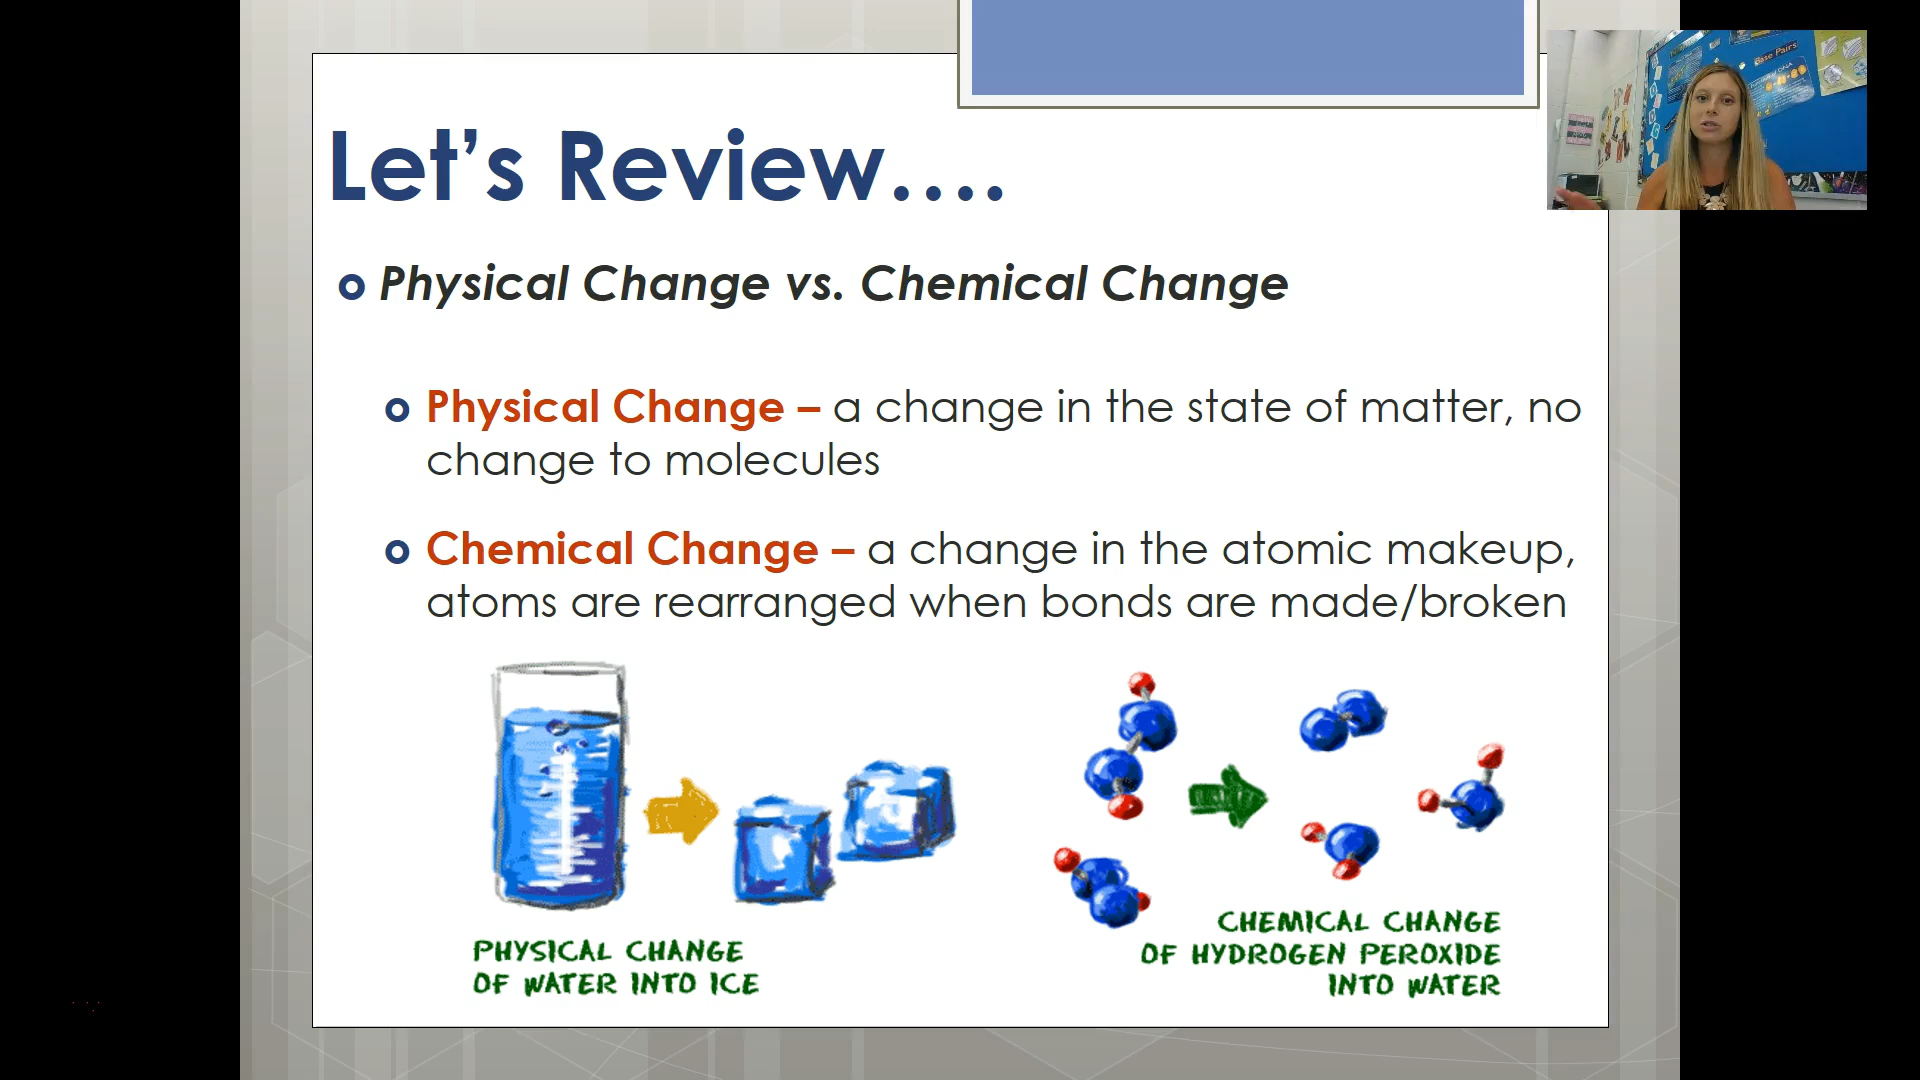 Base Pairs
Let's Review....
Physical Change vs. Chemical Change
Physical Change – a change in the state of matter, no
change to molecules
Chemical Change – a change in the atomic makeup,
atoms are rearranged when bonds are made/broken
PHYSICAL CHANGE
OF WATER INTO ICE
CHEMICAL CHANGE
OF HYDROGEN PEROXIDE
INTO WATER